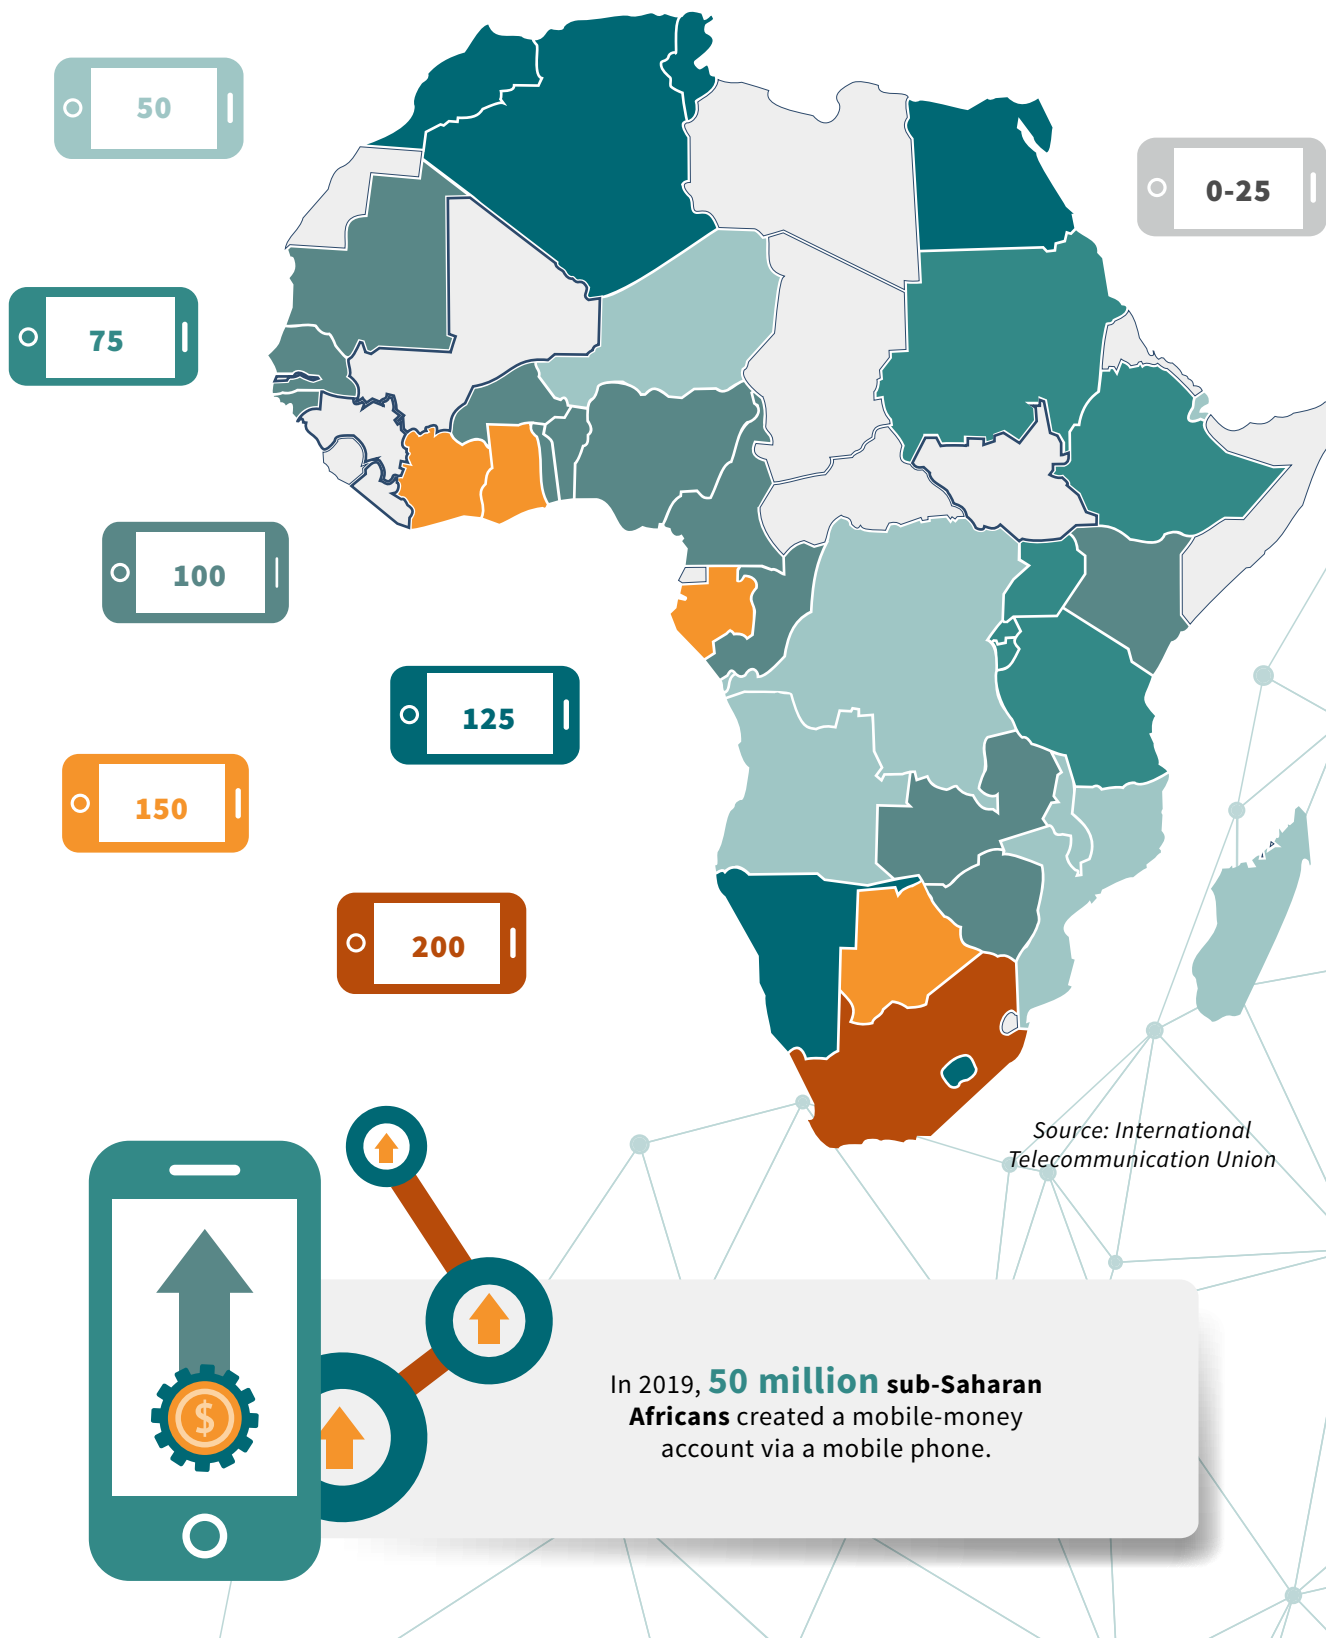 50
0-25
75
100
125
150
200
Source: International
Telecommunication Union
$
In 2019, 50 million sub-Saharan
Africans created a mobile-money
account via a mobile phone.